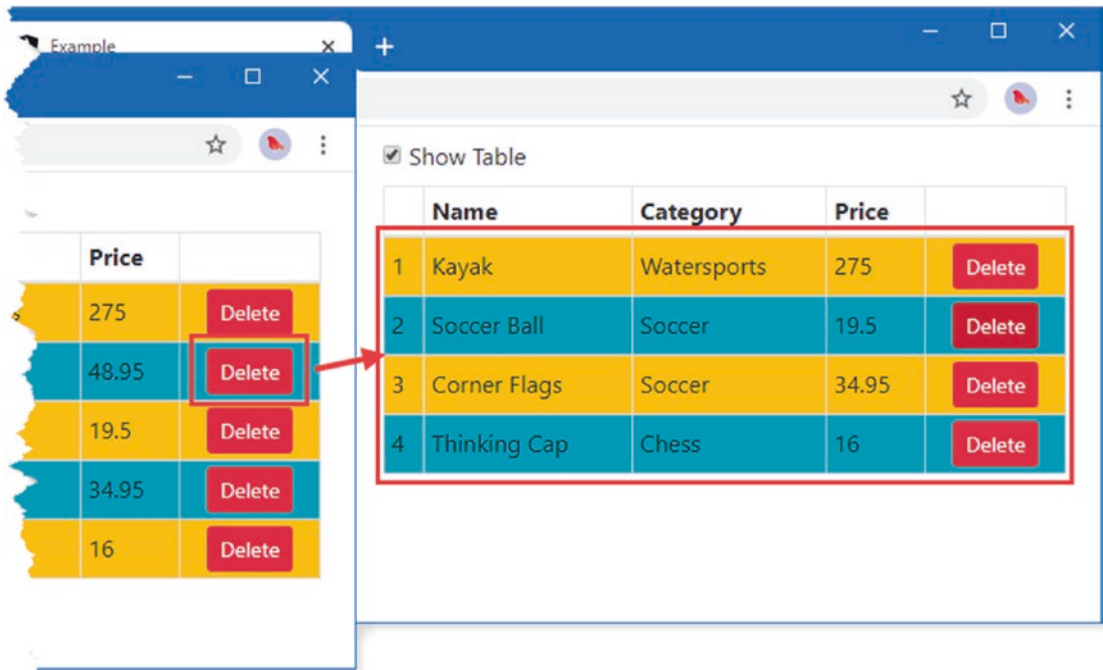 Example
Price
275 Delete
48.95 Delete
19.5 Delete
34.95 Delete
16 Delete
Show Table
Name Category Price
1 Kayak Watersports 275 Delete
2 Soccer Ball Soccer 19.5 Delete
3 Corner Flags Soccer 34.95 Delete
4 Thinking Cap Chess 16 Delete